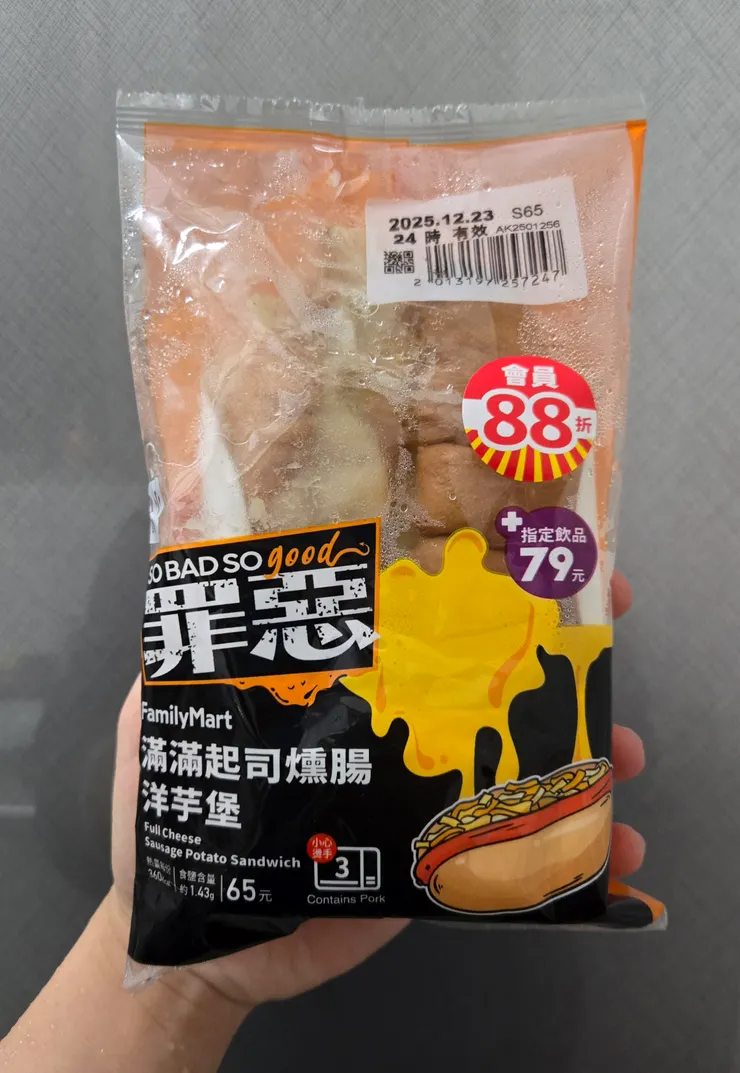 2025.12.23 S65
24 時 有效 AK2501256
2 013197 257247
會員
88折
+指定飲品
79元
SO BAD SO good
罪惡
FamilyMart
滿滿起司燻腸
洋芋堡
Full Cheese
Sausage Potato Sandwich
食鹽含量
約1.43g
65元
小心
燙手
3
Contains Pork